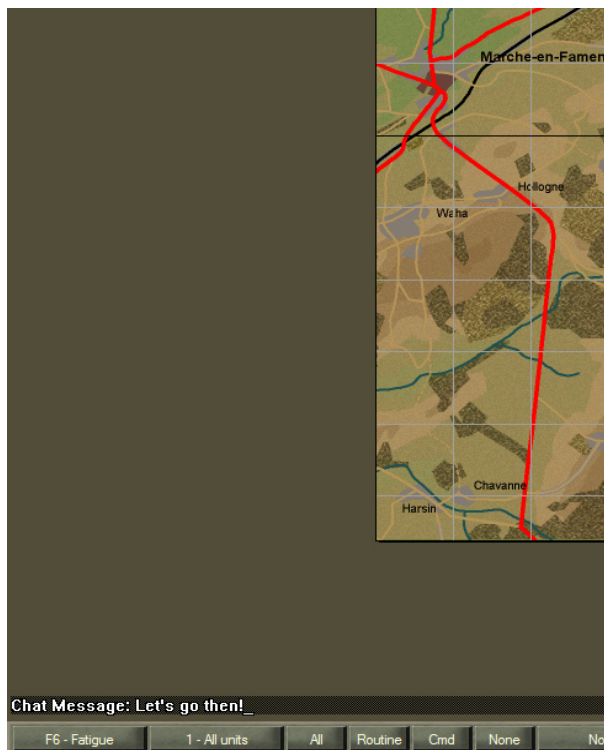 Marche-en-Famen
Hollogne
Waha
Chavanne
Harsin
Chat Message: Let's go then!_
F6 - Fatigue 1 - All units All Routine Cmd None No